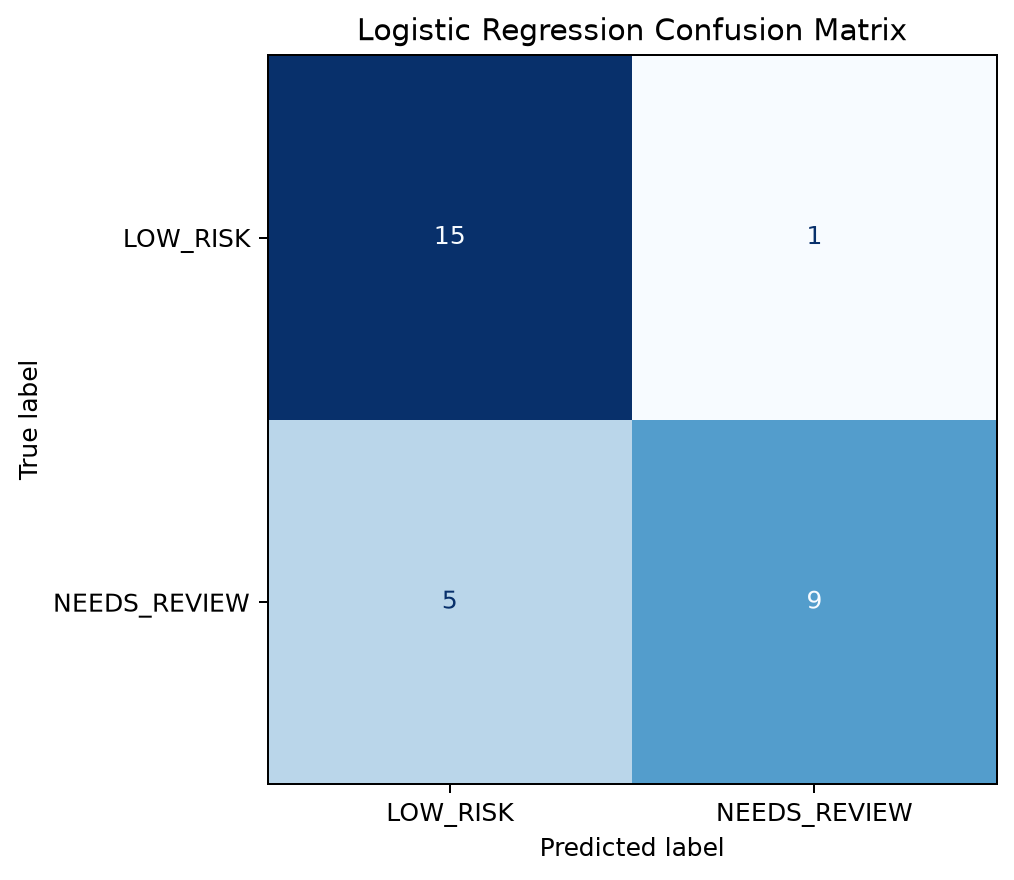 Logistic Regression Confusion Matrix
True label
LOW_RISK
15
1
NEEDS_REVIEW
5
9
LOW_RISK
NEEDS_REVIEW
Predicted label